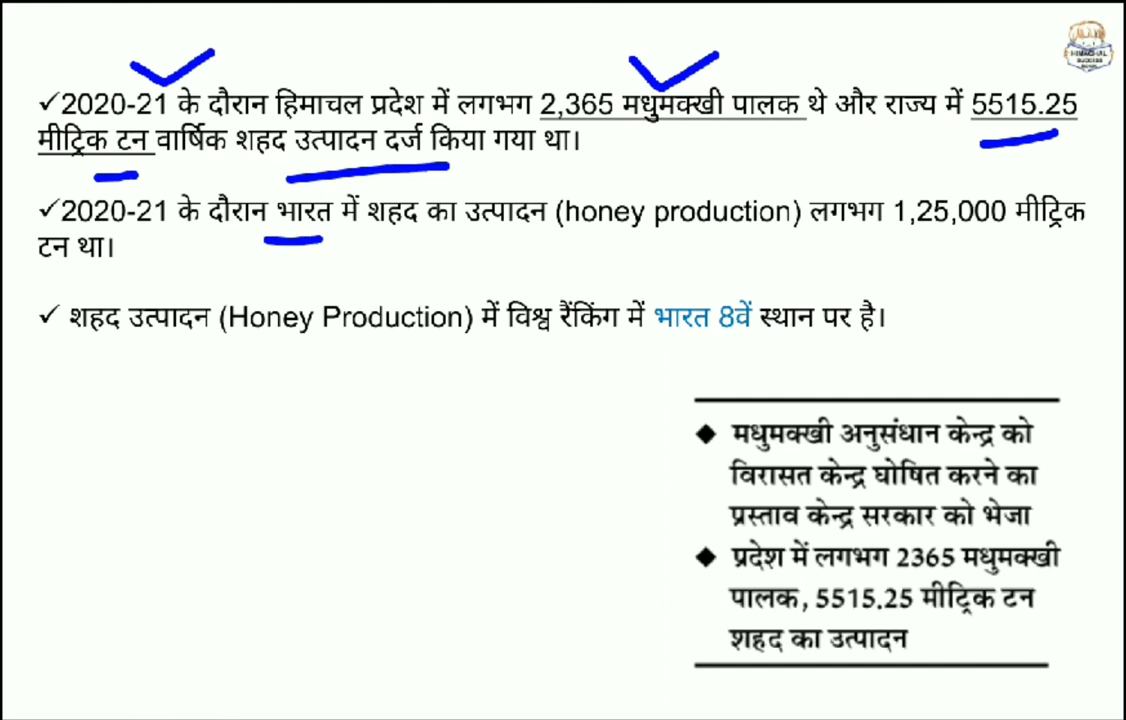 HIMACHAL
SUCCESS
✓2020-21 के दौरान हिमाचल प्रदेश में लगभग 2,365 मधुमक्खी पालक थे और राज्य में 5515.25
मीट्रिक टन वार्षिक शहद उत्पादन दर्ज किया गया था।
✓2020-21 के दौरान भारत में शहद का उत्पादन (honey production) लगभग 1,25,000 मीट्रिक
टन था।
✓ शहद उत्पादन (Honey Production) में विश्व रैंकिंग में भारत 8वें स्थान पर है।
◆ मधुमक्खी अनुसंधान केन्द्र को
विरासत केन्द्र घोषित करने का
प्रस्ताव केन्द्र सरकार को भेजा
◆ प्रदेश में लगभग 2365 मधुमक्खी
पालक, 5515.25 मीट्रिक टन
शहद का उत्पादन